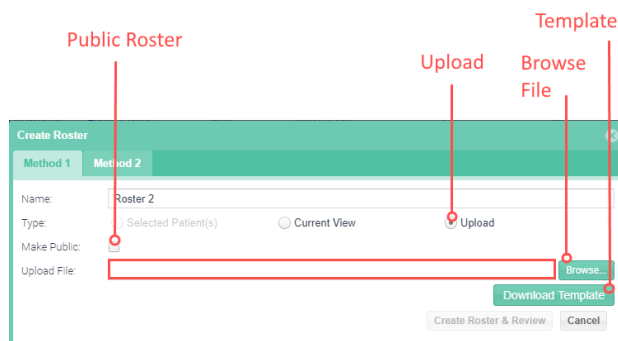 Template
Public Roster
Upload
Browse
File
Create Roster
Method 1
Method 2
Name:
Roster 2
Type:
Selected Patient(s)
Current View
Upload
Make Public:
Upload File:
Browse...
Download Template
Create Roster & Review
Cancel